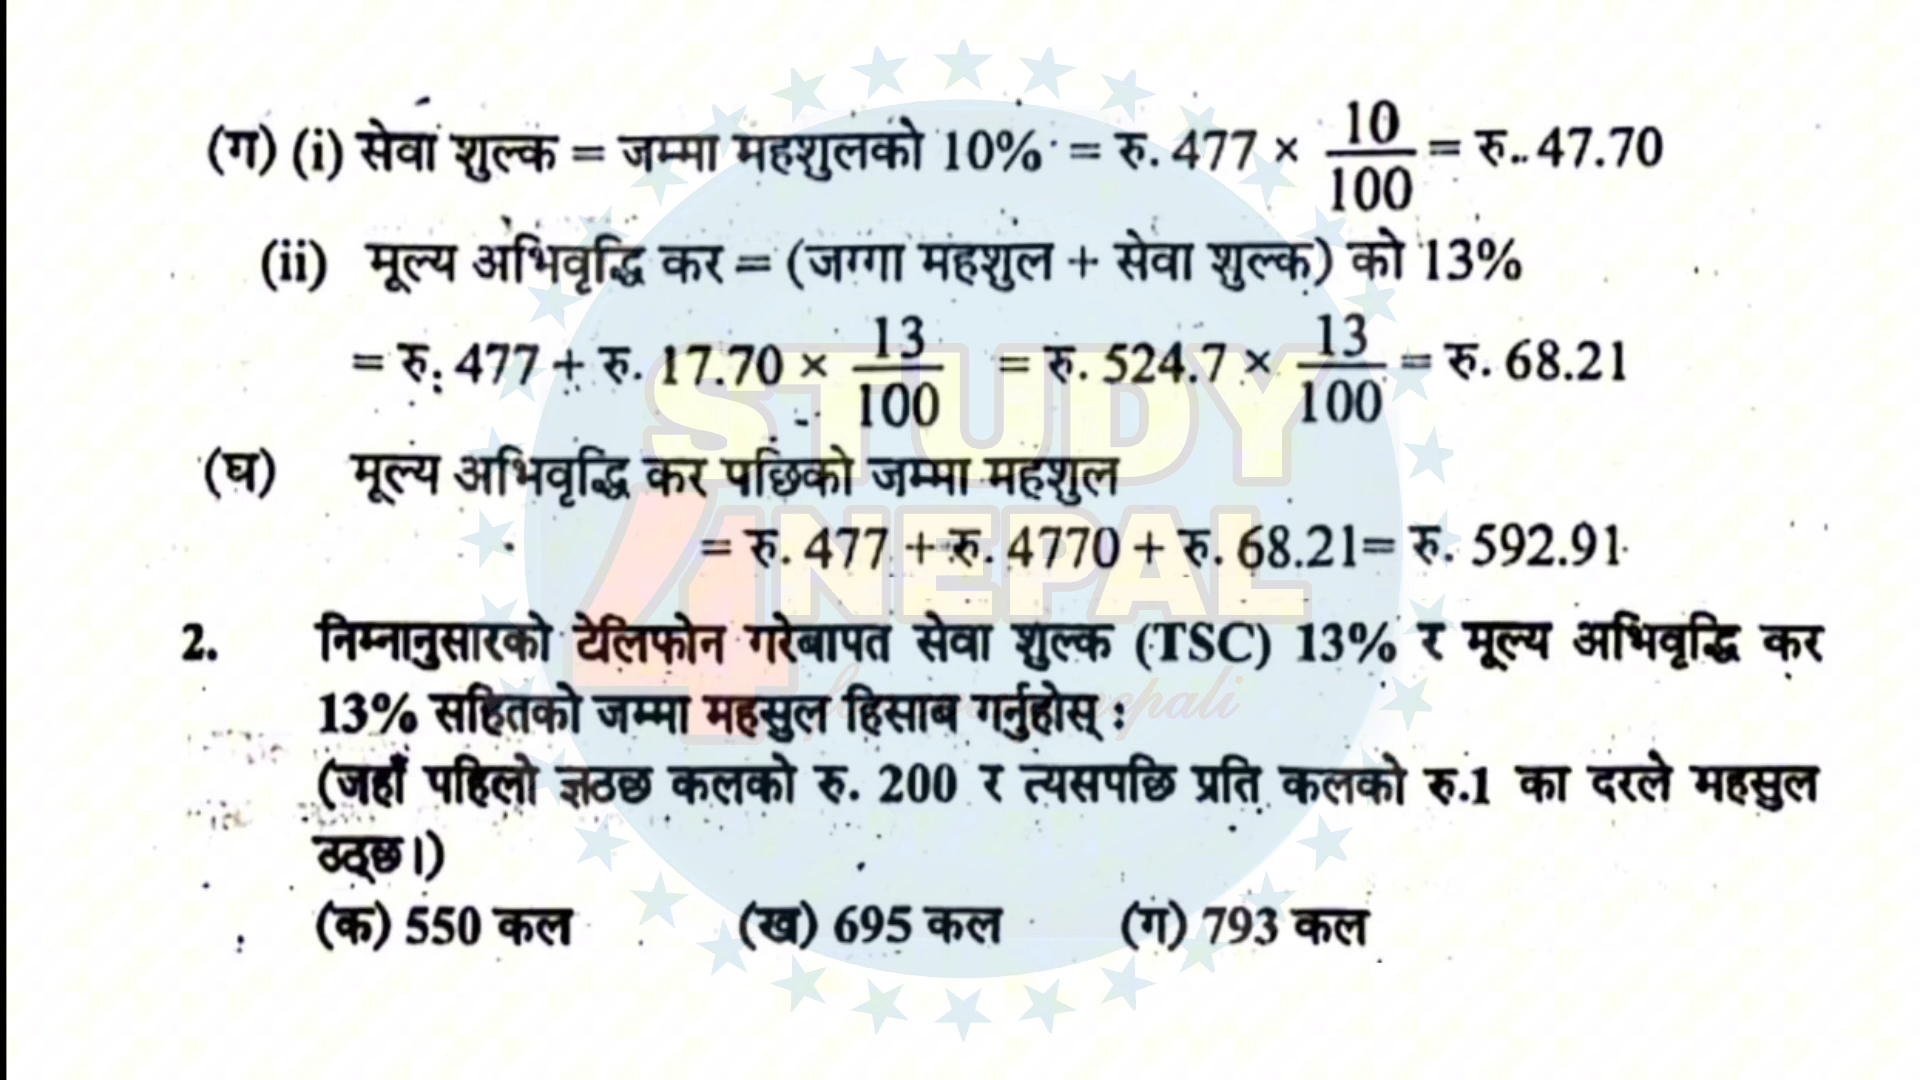 (ग) (i) सेवा शुल्क = जम्मा महशुलको 10% = रु. 477 × 10/100 = रु.. 47.70
(ii) मूल्य अभिवृद्धि कर = (जग्गा महशुल + सेवा शुल्क) को 13%
= रु. 477 + रु. 17.70 × 13/100 = रु. 524.7 × 13/100 = रु. 68.21
(घ) मूल्य अभिवृद्धि कर पछिको जम्मा महशुल
= रु. 477 + रु. 4770 + रु. 68.21= रु. 592.91
2. निम्नानुसारको टेलिफोन गरेबापत सेवा शुल्क (TSC) 13% र मूल्य अभिवृद्धि कर
13% सहितको जम्मा महसुल हिसाब गर्नुहोस् :
(जहाँ पहिलो ज्ञठछ कलको रु. 200 र त्यसपछि प्रति कलको रु.1 का दरले महसुल
उठ्छ।)
(क) 550 कल (ख) 695 कल (ग) 793 कल
STUDY
4 NEPAL
nepali